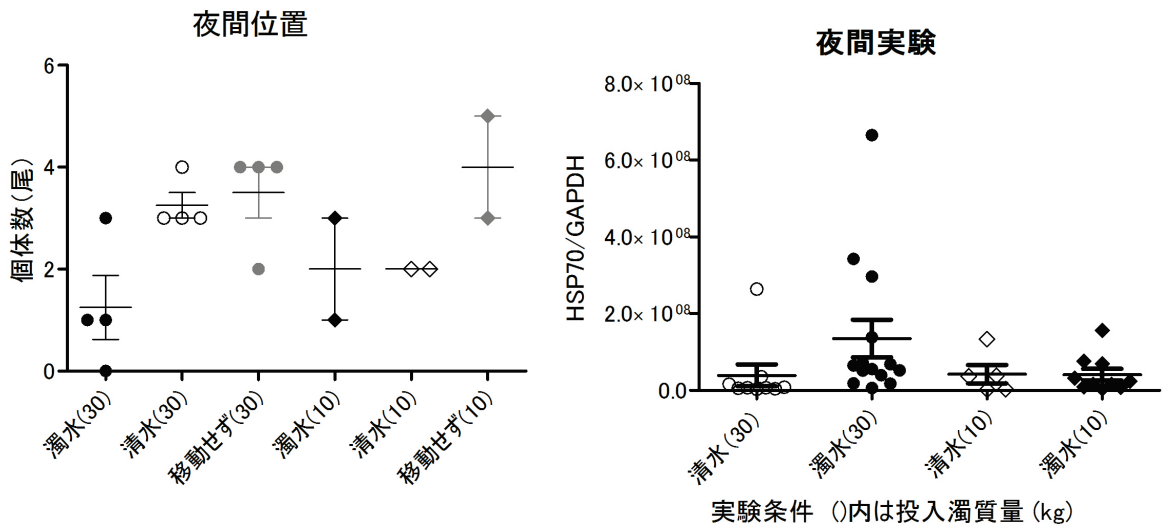 夜間位置
個体数(尾)
6
4
2
0
濁水(30)
清水(30)
移動せず(30)
濁水(10)
清水(10)
移動せず(10)
夜間実験
HSP70/GAPDH
8.0× 10⁰⁸
6.0× 10⁰⁸
4.0× 10⁰⁸
2.0× 10⁰⁸
0.0
清水(30)
濁水(30)
清水(10)
濁水(10)
実験条件 ()内は投入濁質量 (kg)